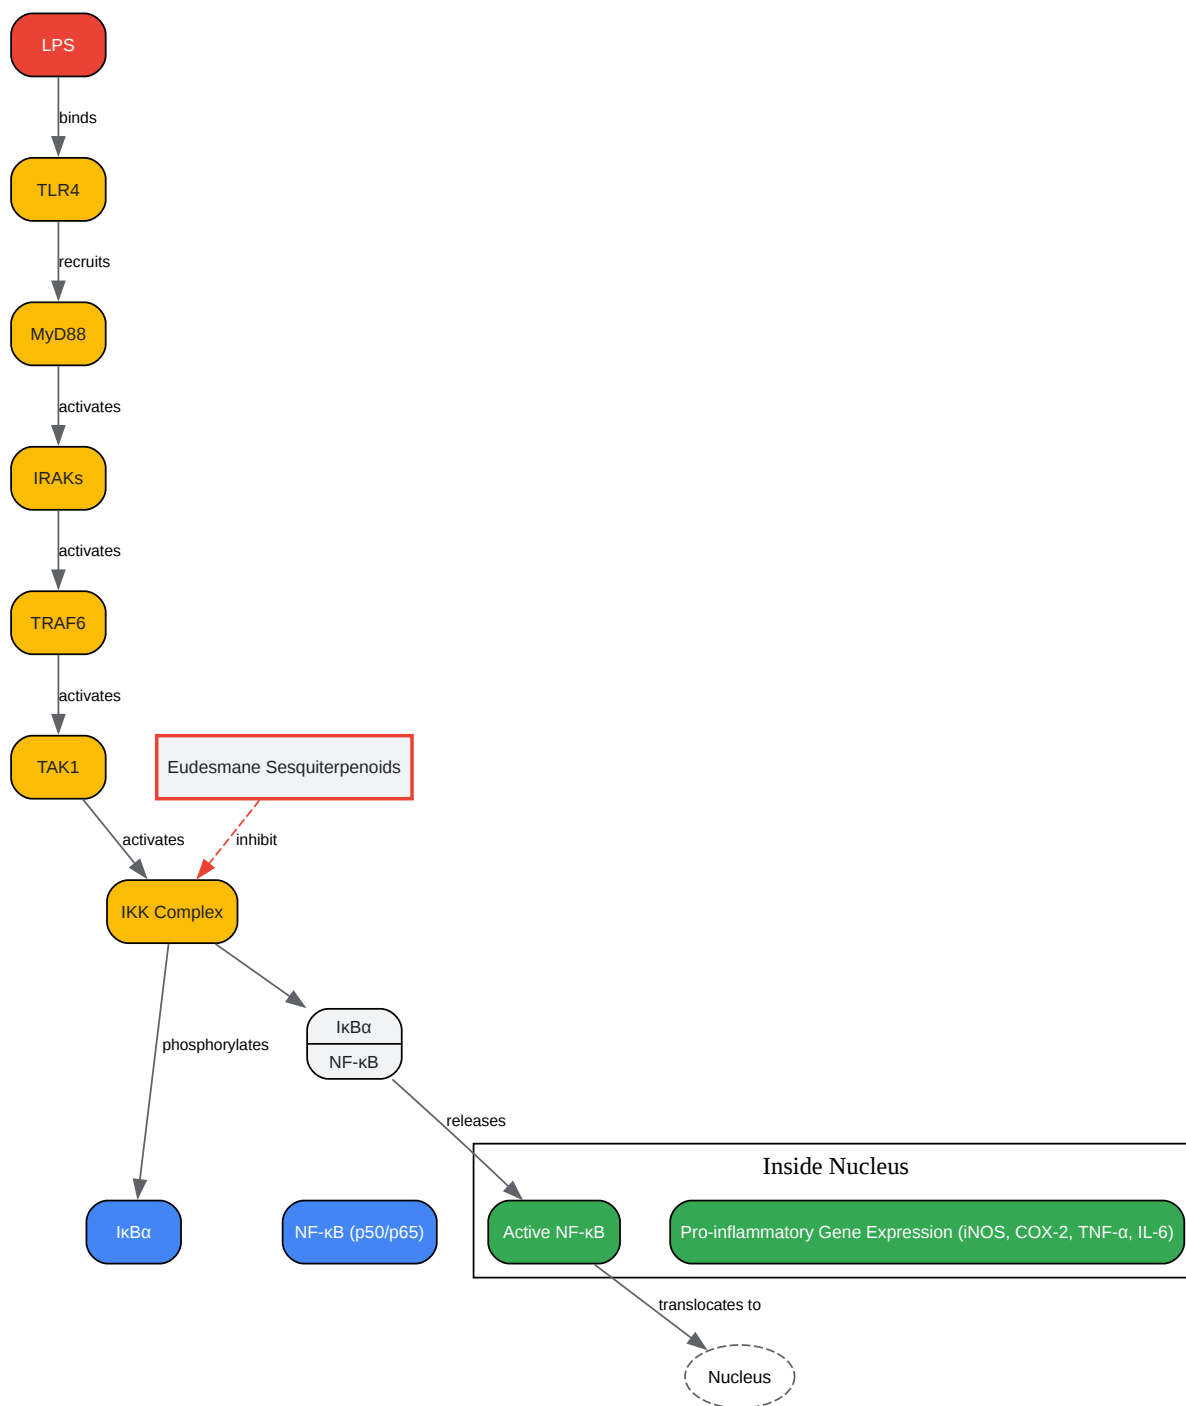 LPS
binds
TLR4
recruits
MyD88
activates
IRAKs
activates
TRAF6
activates
TAK1
Eudesmane Sesquiterpenoids
activates
inhibit
IKK Complex
IκBα
NF-κB
phosphorylates
releases
Inside Nucleus
IκBα
NF-κB (p50/p65)
Active NF-κB
Pro-inflammatory Gene Expression (iNOS, COX-2, TNF-α, IL-6)
translocates to
Nucleus